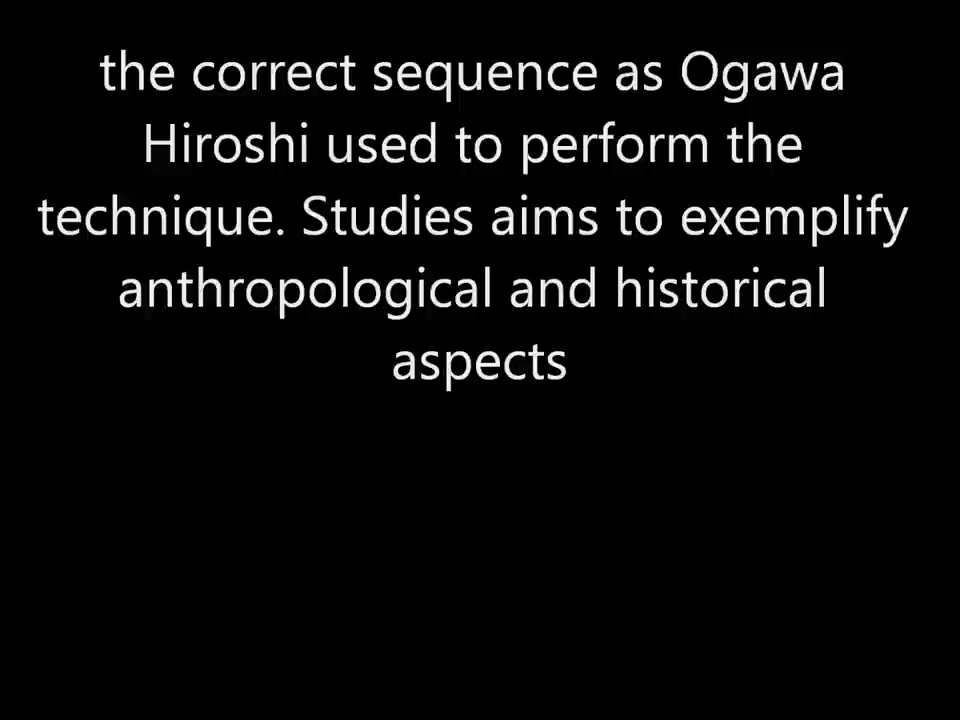 the correct sequence as Ogawa
Hiroshi used to perform the
technique. Studies aims to exemplify
anthropological and historical
aspects